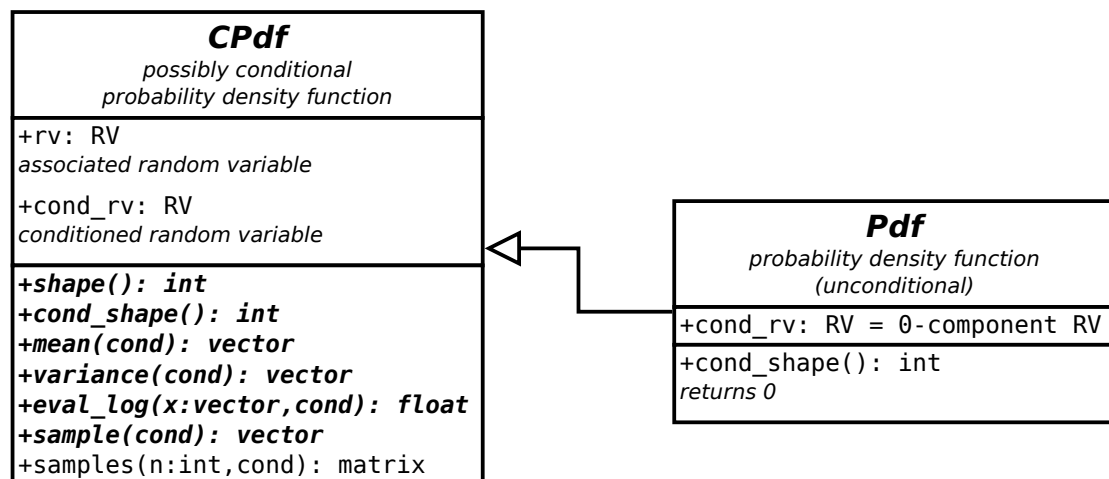 CPdf
possibly conditional
probability density function
+rv: RV
associated random variable
+cond_rv: RV
conditioned random variable
+shape(): int
+cond_shape(): int
+mean(cond): vector
+variance(cond): vector
+eval_log(x:vector,cond): float
+sample(cond): vector
+samples(n:int,cond): matrix
Pdf
probability density function
(unconditional)
+cond_rv: RV = 0-component RV
+cond_shape(): int
returns 0